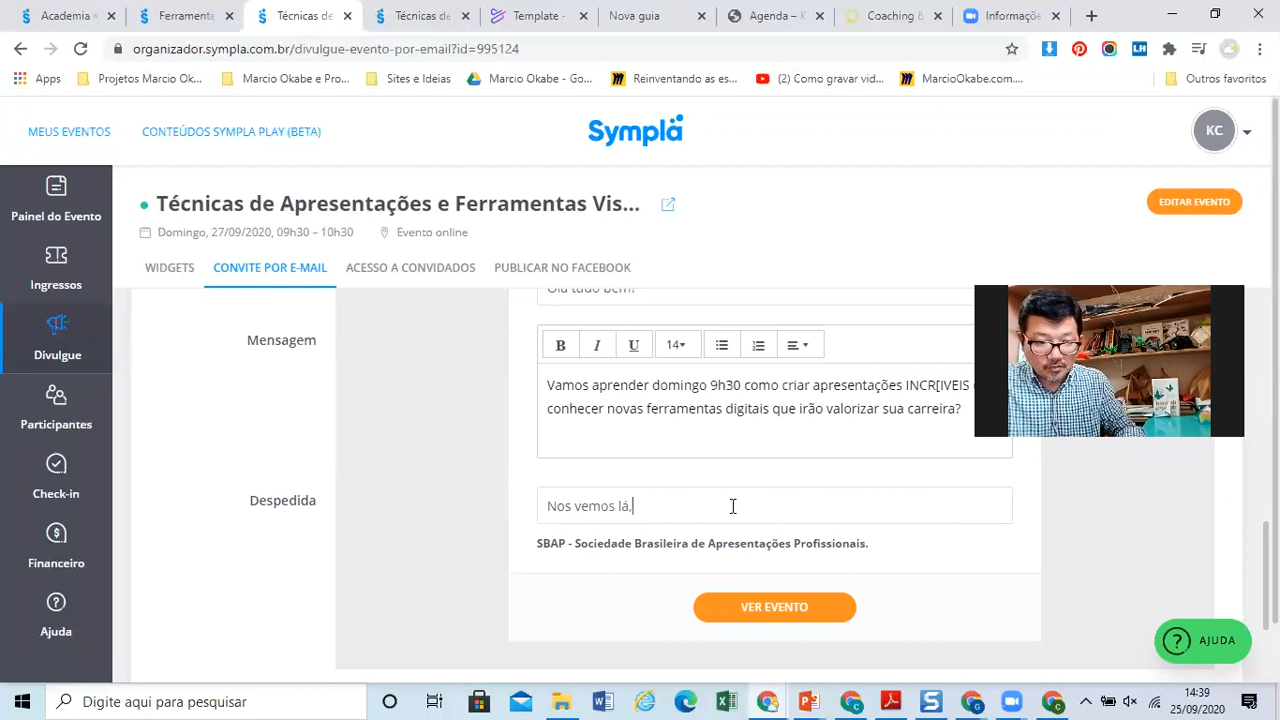 Sympla
Sympla
Técnicas de
Técnicas de
Template -
Agenda – K
Coaching &
Informaçõe
organizador.sympla.com.br/divulgue-evento-por-email?id=995124
Apps
Projetos Marcio Ok...
Marcio Okabe e Pro...
Sites e Ideias
Marcio Okabe - Go...
Reinventando as es...
(2) Como gravar vid...
MarcioOkabe.com....
Outros favoritos
MEUS EVENTOS
CONTEÚDOS SYMPLA PLAY (BETA)
Sympla
KC
Painel do Evento
Ingressos
Divulgue
Participantes
Check-in
Financeiro
Ajuda
Técnicas de Apresentações e Ferramentas Vis...
EDITAR EVENTO
Domingo, 27/09/2020, 09h30 – 10h30
Evento online
WIDGETS
CONVITE POR E-MAIL
ACESSO A CONVIDADOS
PUBLICAR NO FACEBOOK
Olá tudo bem?
Mensagem
B I U 14
Vamos aprender domingo 9h30 como criar apresentações INCR[IVEIS
conhecer novas ferramentas digitais que irão valorizar sua carreira?
Despedida
Nos vemos lá,
SBAP - Sociedade Brasileira de Apresentações Profissionais.
VER EVENTO
AJUDA
Digite aqui para pesquisar
14:39
25/09/2020